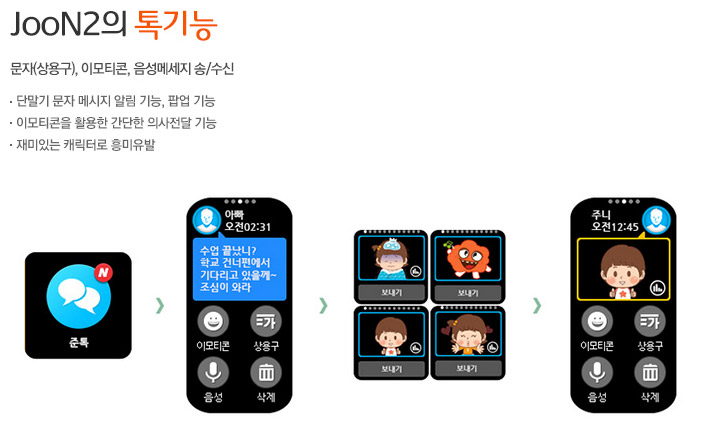 JooN2의 톡기능
문자(상용구), 이모티콘, 음성메세지 송/수신
· 단말기 문자 메시지 알림 기능, 팝업 기능
· 이모티콘을 활용한 간단한 의사전달 기능
· 재미있는 캐릭터로 흥미유발
N
준톡
아빠
오전02:31
수업 끝났니?
학교 건너편에서
기다리고 있을께~
조심이 와라
이모티콘 상용구
음성 삭제
보내기 보내기
보내기 보내기
주니
오전12:45
이모티콘 상용구
음성 삭제